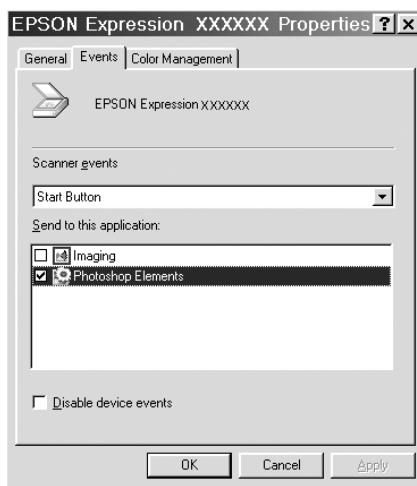 EPSON Expression XXXXXX Properties ? ×
General Events Color Management
EPSON Expression XXXXXX
Scanner events
Start Button
Send to this application:
Imaging
Photoshop Elements
Disable device events
OK Cancel Apply